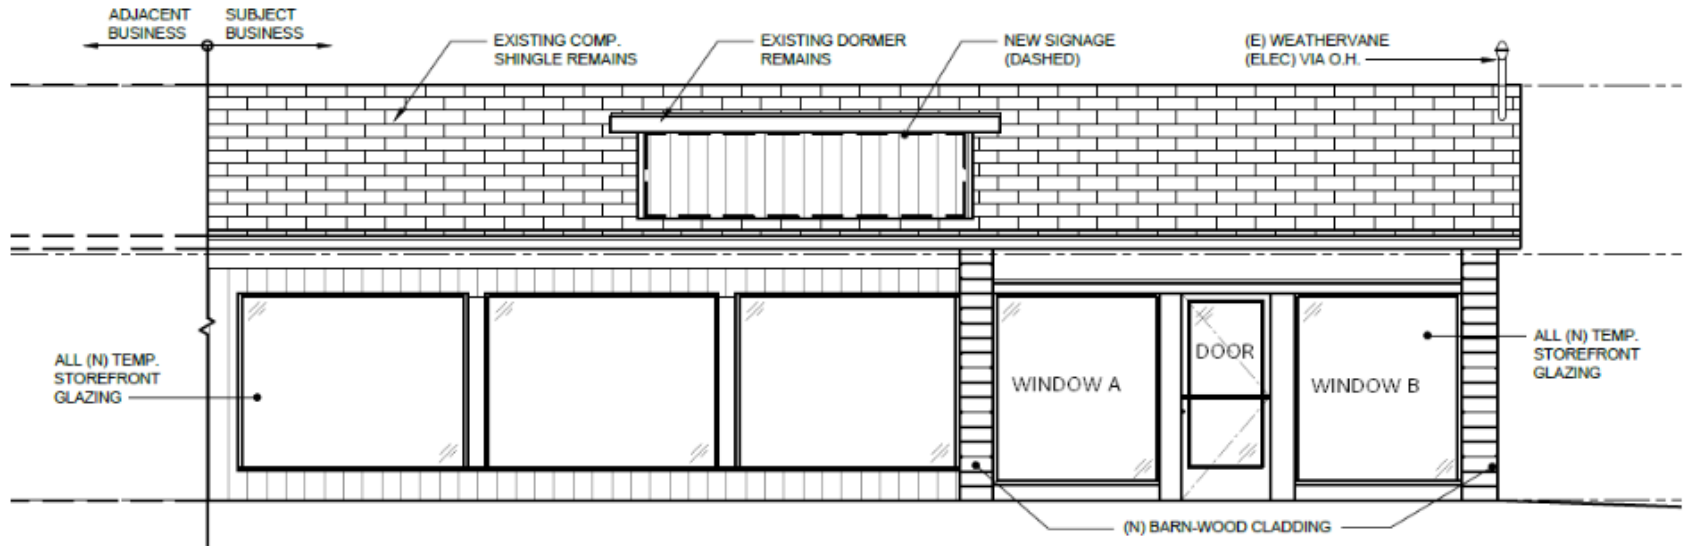 ADJACENT
BUSINESS
SUBJECT
BUSINESS
EXISTING COMP.
SHINGLE REMAINS
EXISTING DORMER
REMAINS
NEW SIGNAGE
(DASHED)
(E) WEATHERVANE
(ELEC) VIA O.H.
ALL (N) TEMP.
STOREFRONT
GLAZING
WINDOW A
DOOR
WINDOW B
ALL (N) TEMP.
STOREFRONT
GLAZING
(N) BARN-WOOD CLADDING